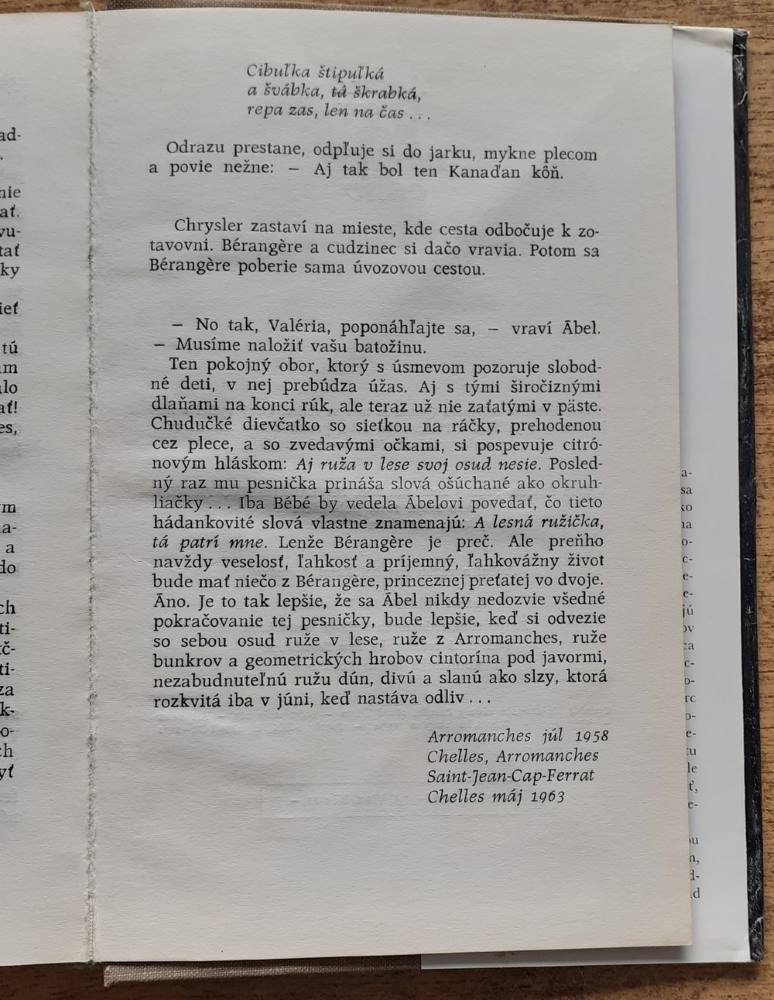 Cibuľka štipuľká
a švábka, tá škrabká,
repa zas, len na čas . . .
Odrazu prestane, odpľuje si do jarku, mykne plecom
a povie nežne: — Aj tak bol ten Kanaďan kôň.
Chrysler zastaví na mieste, kde cesta odbočuje k zo-
tavovni. Bérangère a cudzinec si dačo vravia. Potom sa
Bérangère poberie sama úvozovou cestou.
— No tak, Valéria, poponáhľajte sa, — vraví Ābel.
— Musíme naložiť vašu batožinu.
Ten pokojný obor, ktorý s úsmevom pozoruje slobod-
né deti, v nej prebúdza úžas. Aj s tými širočiznými
dlaňami na konci rúk, ale teraz už nie zaťatými v päste.
Chudučké dievčatko so sieťkou na ráčky, prehodenou
cez plece, a so zvedavými očkami, si pospevuje citró-
novým hláskom: Aj ruža v lese svoj osud nesie. Posled-
ný raz mu pesnička prináša slová ošúchané ako okruh-
liačky . . . Iba Bébé by vedela Ābelovi povedať, čo tieto
hádankovité slová vlastne znamenajú: A lesná ružička,
tá patrí mne. Lenže Bérangère je preč. Ale preňho
navždy veselosť, ľahkosť a príjemný, ľahkovážny život
bude mať niečo z Bérangère, princeznej preťatej vo dvoje.
Āno. Je to tak lepšie, že sa Ābel nikdy nedozvie všedné
pokračovanie tej pesničky, bude lepšie, keď si odvezie
so sebou osud ruže v lese, ruže z Arromanches, ruže
bunkrov a geometrických hrobov cintorína pod javormi,
nezabudnuteľnú ružu dún, divú a slanú ako slzy, ktorá
rozkvitá iba v júni, keď nastáva odliv . . .
Arromanches júl 1958
Chelles, Arromanches
Saint-Jean-Cap-Ferrat
Chelles máj 1963